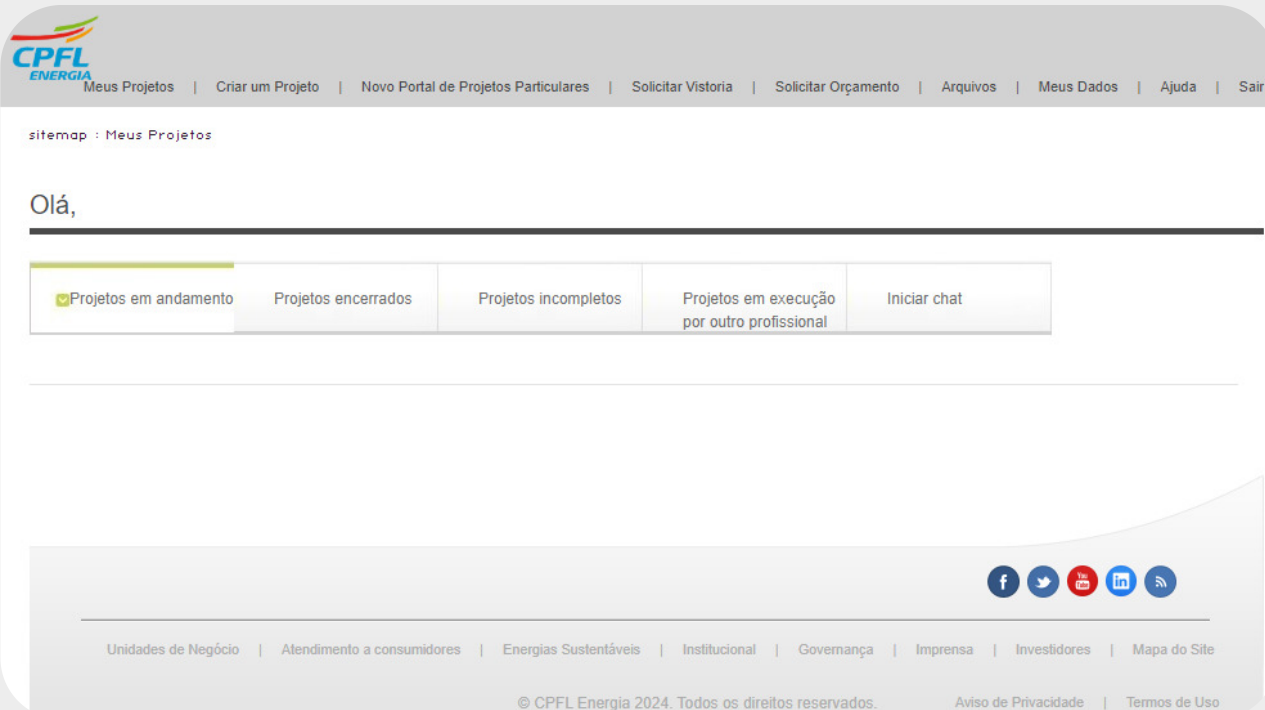 CPFL
ENERGIA
Meus Projetos | Criar um Projeto | Novo Portal de Projetos Particulares | Solicitar Vistoria | Solicitar Orçamento | Arquivos | Meus Dados | Ajuda | Sair
sitemap : Meus Projetos
Olá,
Projetos em andamento Projetos encerrados Projetos incompletos Projetos em execução Iniciar chat
por outro profissional
f You Tube in
Unidades de Negócio | Atendimento a consumidores | Energias Sustentáveis | Institucional | Governança | Imprensa | Investidores | Mapa do Site
© CPFL Energia 2024. Todos os direitos reservados. Aviso de Privacidade | Termos de Uso